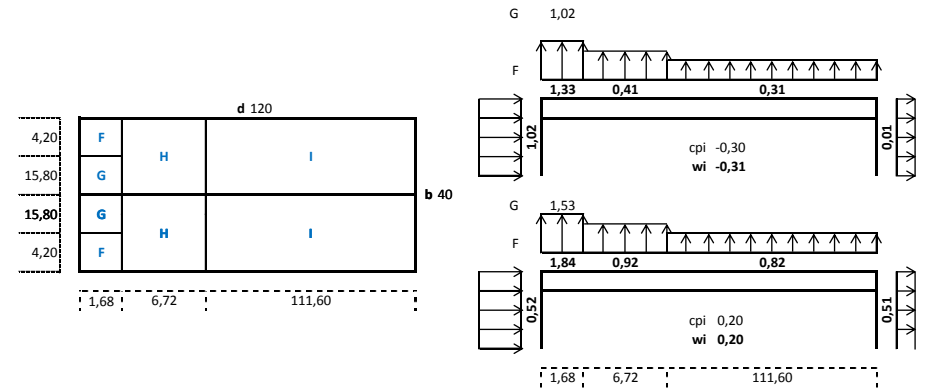 d 120
4,20
15,80
15,80
4,20
F
G
G
F
H
I
H
I
b 40
1,68 6,72 111,60
G 1,02
F
1,33 0,41 0,31
1,02
cpi -0,30
wi -0,31
0,01
G 1,53
F
1,84 0,92 0,82
0,52
cpi 0,20
wi 0,20
0,51
1,68 6,72 111,60